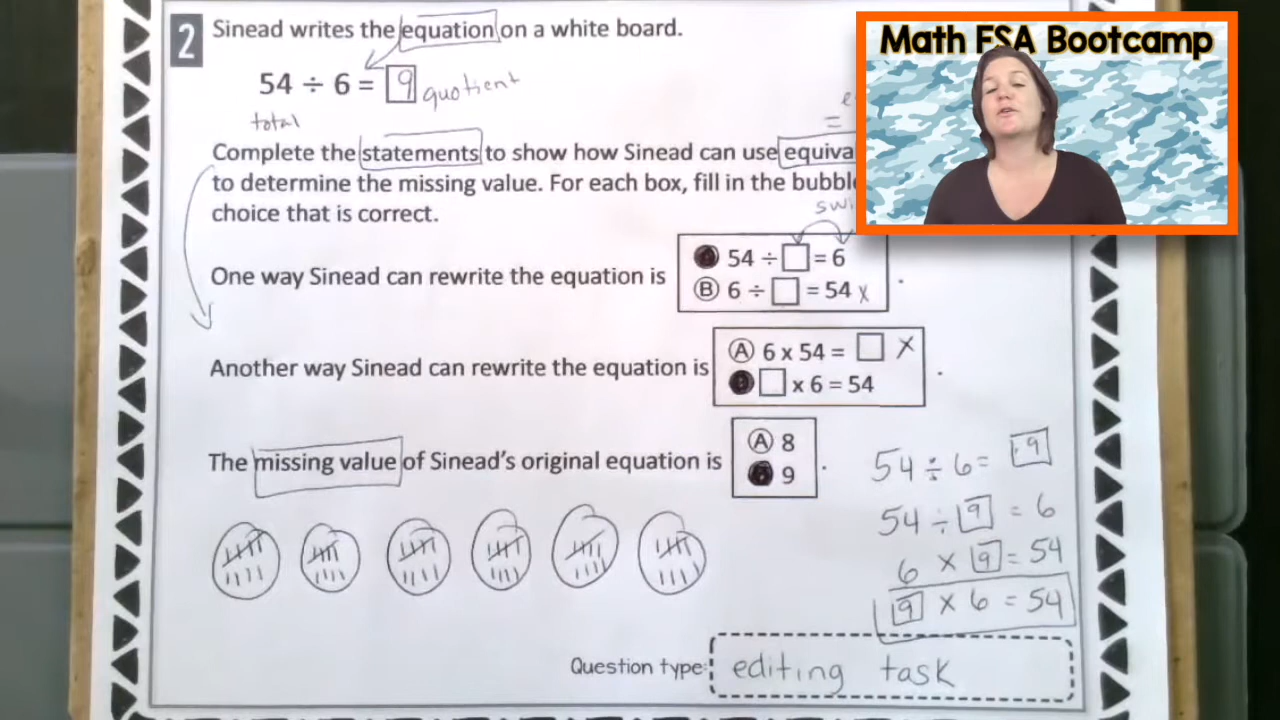 2 Sinead writes the equation on a white board.
54 ÷ 6 = 9 quotient
total
=
Complete the statements to show how Sinead can use equiva
to determine the missing value. For each box, fill in the bubbl
choice that is correct.
swi
One way Sinead can rewrite the equation is
54 ÷ □ = 6
B 6 ÷ □ = 54 x
.
Another way Sinead can rewrite the equation is
A 6 x 54 = □ X
□ x 6 = 54
.
The missing value of Sinead's original equation is
A 8
9
.
54 ÷ 6 = 9
54 ÷ 9 = 6
6 x 9 = 54
9 x 6 = 54
Question type: editing task
Math FSA Bootcamp